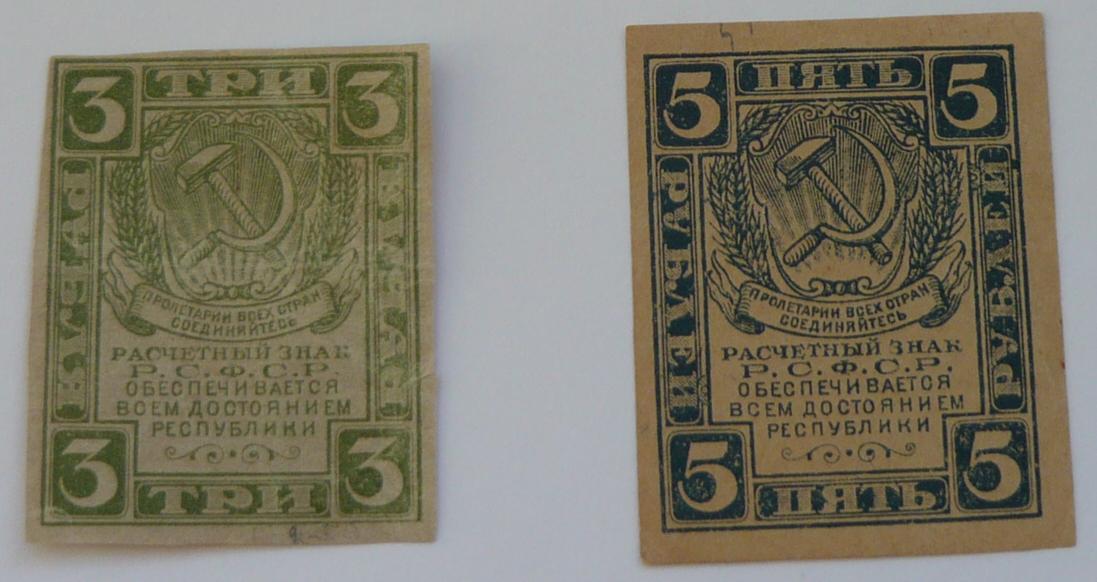 3 ТРИ 3
РУБЛЯ
РУБЛЯ
ПРОЛЕТАРИИ ВСЕХ СТРАН
СОЕДИНЯЙТЕСЬ
РАСЧЕТНЫЙ ЗНАК
Р.С.Ф.С.Р.
ОБЕСПЕЧИВАЕТСЯ
ВСЕМ ДОСТОЯНИЕМ
РЕСПУБЛИКИ
3 ТРИ 3
5 ПЯТЬ 5
РУБЛЕЙ
РУБЛЕЙ
ПРОЛЕТАРИИ ВСЕХ СТРАН
СОЕДИНЯЙТЕСЬ
РАСЧЕТНЫЙ ЗНАК
Р.С.Ф.С.Р.
ОБЕСПЕЧИВАЕТСЯ
ВСЕМ ДОСТОЯНИЕМ
РЕСПУБЛИКИ
5 ПЯТЬ 5